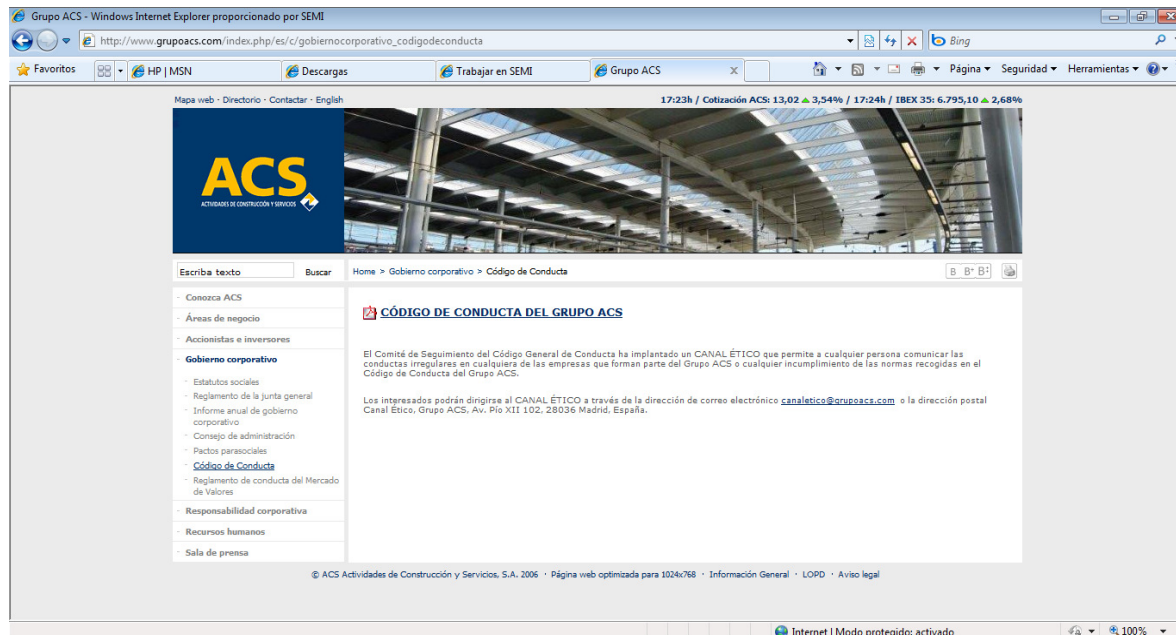 Grupo ACS - Windows Internet Explorer proporcionado por SEMI
http://www.grupoacs.com/index.php/es/c/gobiernocorporativo_codigodeconducta
Bing
Favoritos
HP | MSN
Descargas
Trabajar en SEMI
Grupo ACS
Página
Seguridad
Herramientas
Mapa web · Directorio · Contactar · English
17:23h / Cotización ACS: 13,02 3,54% / 17:24h / IBEX 35: 6.795,10 2,68%
ACS
ACTIVIDADES DE CONSTRUCCIÓN Y SERVICIOS
Escriba texto
Buscar
Home > Gobierno corporativo > Código de Conducta
B B+ B‡
· Conozca ACS
· Áreas de negocio
· Accionistas e inversores
· Gobierno corporativo
· Estatutos sociales
· Reglamento de la junta general
· Informe anual de gobierno
corporativo
· Consejo de administración
· Pactos parasociales
· Código de Conducta
· Reglamento de conducta del Mercado
de Valores
· Responsabilidad corporativa
· Recursos humanos
· Sala de prensa
CÓDIGO DE CONDUCTA DEL GRUPO ACS
El Comité de Seguimiento del Código General de Conducta ha implantado un CANAL ÉTICO que permite a cualquier persona comunicar las
conductas irregulares en cualquiera de las empresas que forman parte del Grupo ACS o cualquier incumplimiento de las normas recogidas en el
Código de Conducta del Grupo ACS.
Los interesados podrán dirigirse al CANAL ÉTICO a través de la dirección de correo electrónico canaletico@grupoacs.com o la dirección postal
Canal Ético, Grupo ACS, Av. Pío XII 102, 28036 Madrid, España.
© ACS Actividades de Construcción y Servicios, S.A. 2006 · Página web optimizada para 1024x768 · Información General · LOPD · Aviso legal
Internet | Modo protegido: activado
100%